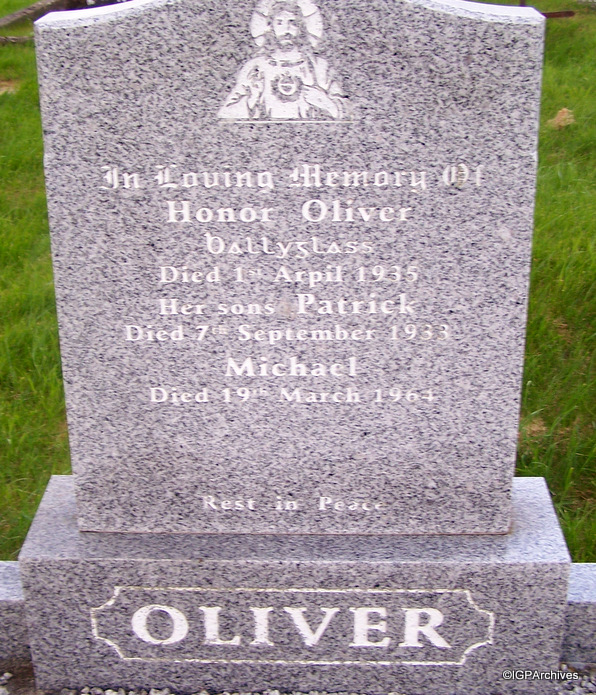 In Loving Memory Of
Honor Oliver
Ballyglass
Died 1st Arpil 1935
Her sons Patrick
Died 7th September 1933
Michael
Died 19th March 1964
Rest in Peace
OLIVER
©IGPArchives